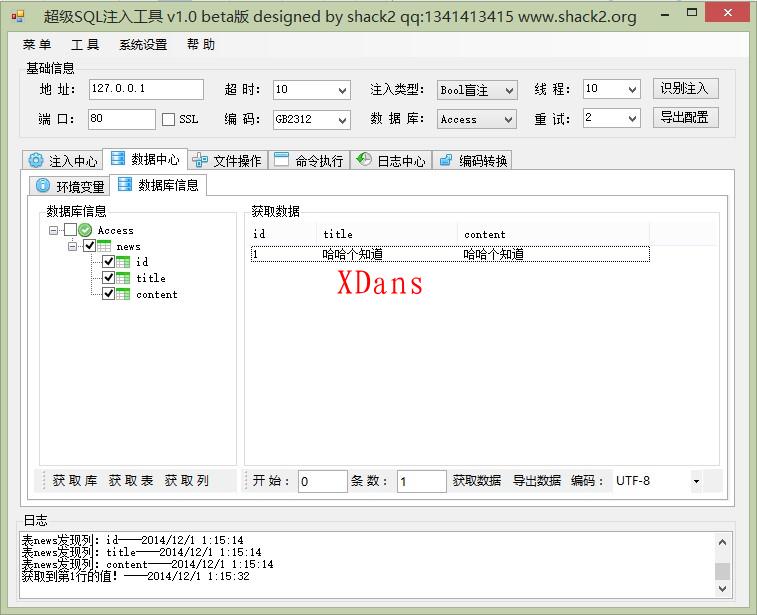 超级SQL注入工具 v1.0 beta版 designed by shack2 qq:1341413415 www.shack2.org
菜单 工具 系统设置 帮助
基础信息
地址: 127.0.0.1 超时: 10 注入类型: Bool盲注 线程: 10 识别注入
端口: 80 SSL 编码: GB2312 数据库: Access 重试: 2 导出配置
注入中心 数据中心 文件操作 命令执行 日志中心 编码转换
环境变量 数据库信息
数据库信息 获取数据
Access
news
id
title
content
id title content
1 哈哈个知道 哈哈个知道
XDans
获取库 获取表 获取列 开始: 0 条数: 1 获取数据 导出数据 编码: UTF-8
日志
表news发现列: id——2014/12/1 1:15:14
表news发现列: title——2014/12/1 1:15:14
表news发现列: content——2014/12/1 1:15:14
获取到第1行的值! ——2014/12/1 1:15:32